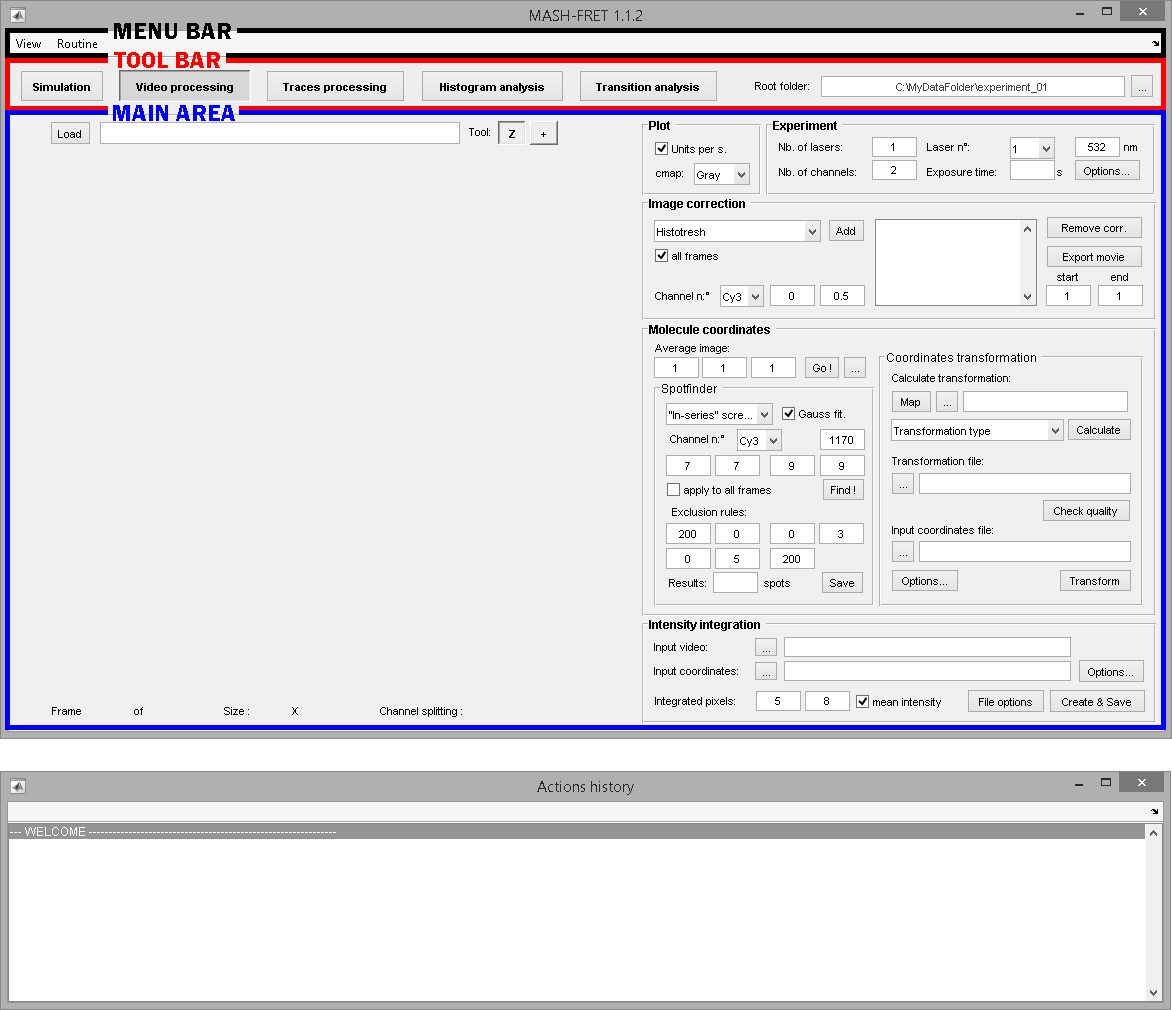 MASH-FRET 1.1.2
MENU BAR
View Routine
TOOL BAR
Simulation Video processing Traces processing Histogram analysis Transition analysis Root folder: C:\MyDataFolder\experiment_01 ...
MAIN AREA
Load Tool: Z +
Plot
Units per s.
cmap: Gray
Experiment
Nb. of lasers: 1 Laser n°: 1 532 nm
Nb. of channels: 2 Exposure time: s Options...
Image correction
Histotresh Add Remove corr.
all frames Export movie
start end
Channel n:° Cy3 0 0.5 1 1
Molecule coordinates
Average image:
1 1 1 Go ! ...
Spotfinder
"In-series" scre... Gauss fit.
Channel n:° Cy3 1170
7 7 9 9
apply to all frames Find !
Exclusion rules:
200 0 0 3
0 5 200
Results: spots Save
Coordinates transformation
Calculate transformation:
Map ...
Transformation type Calculate
Transformation file:
...
Check quality
Input coordinates file:
...
Options... Transform
Intensity integration
Input video: ...
Input coordinates: ... Options...
Integrated pixels: 5 8 mean intensity File options Create & Save
Frame of Size : X Channel splitting :
Actions history
--- WELCOME --------------------------------------------------------------